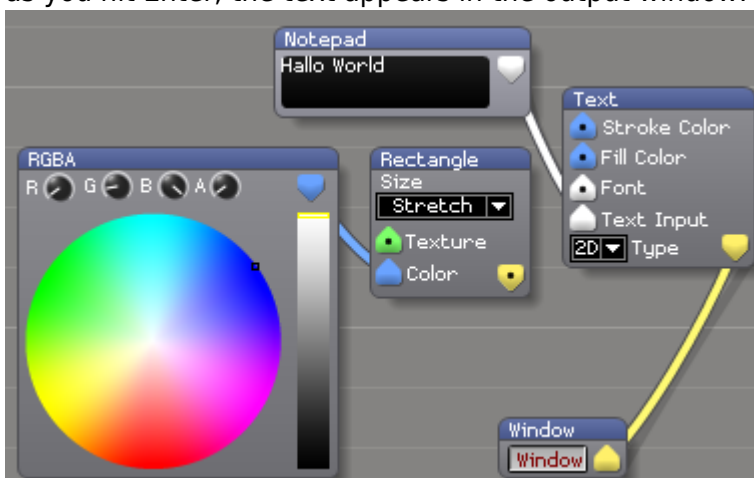 as you hit Enter, the text appears in the output window.
Notepad
Hallo World
Text
Stroke Color
Fill Color
Font
Text Input
2D Type
RGBA
R G B A
Rectangle
Size
Stretch
Texture
Color
Window
Window